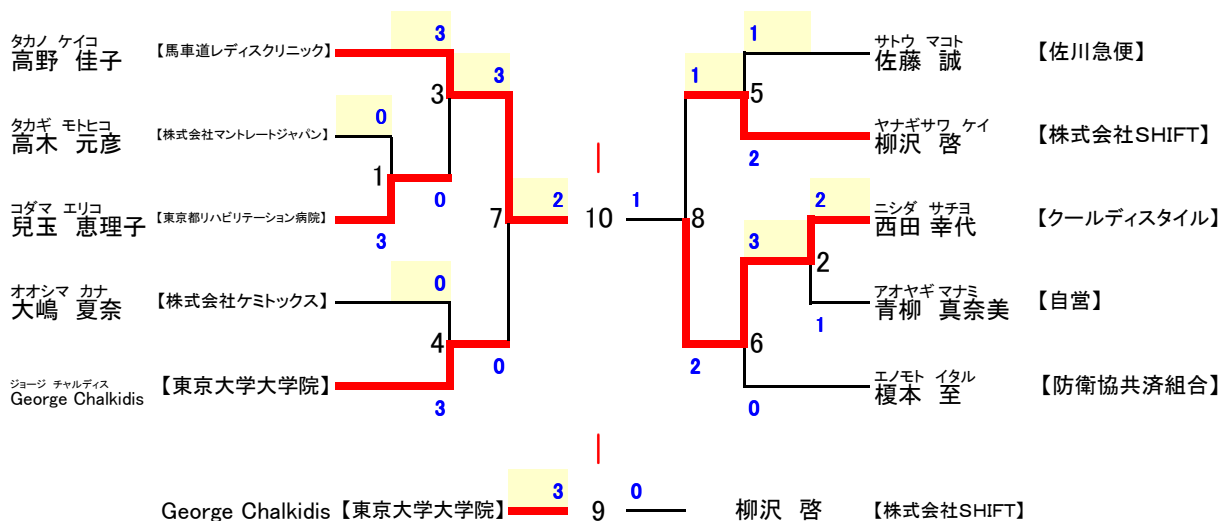 タカノ ケイコ
高野 佳子
【馬車道レディスクリニック】
3
タカギ モトヒコ
高木 元彦
【株式会社マントレートジャパン】
0
1
コダマ エリコ
兒玉 恵理子
【東京都リハビリテーション病院】
3
3
0
3
オオシマ カナ
大嶋 夏奈
【株式会社ケミトックス】
0
ジョージ チャルディス
George Chalkidis
【東京大学大学院】
3
4
0
7
2
10
1
8
1
5
1
サトウ マコト
佐藤 誠
【佐川急便】
2
ヤナギサワ ケイ
柳沢 啓
【株式会社SHIFT】
2
ニシダ サチヨ
西田 幸代
【クールディスタイル】
3
2
1
アオヤギ マナミ
青柳 真奈美
【自営】
2
6
0
エノモト イタル
榎本 至
【防衛協共済組合】
George Chalkidis 【東京大学大学院】
3
9
0
柳沢 啓
【株式会社SHIFT】